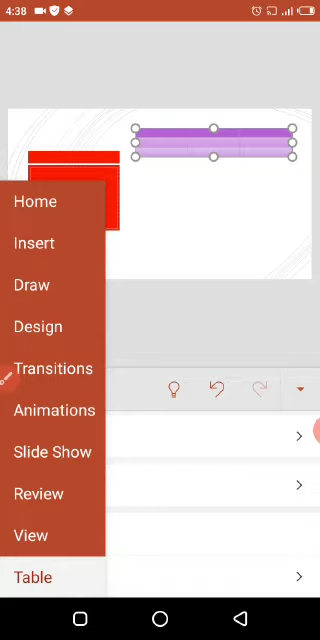 4:38
Home
Insert
Draw
Design
Transitions
Animations
Slide Show
Review
View
Table